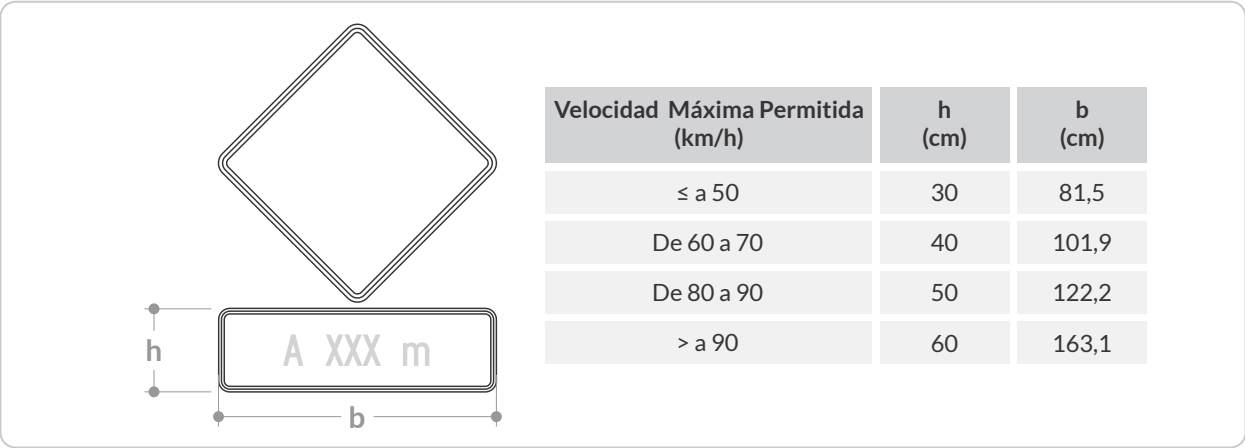 Velocidad Máxima Permitida (km/h) h (cm) b (cm)
≤ a 50 30 81,5
De 60 a 70 40 101,9
De 80 a 90 50 122,2
> a 90 60 163,1
A XXX m
h
b